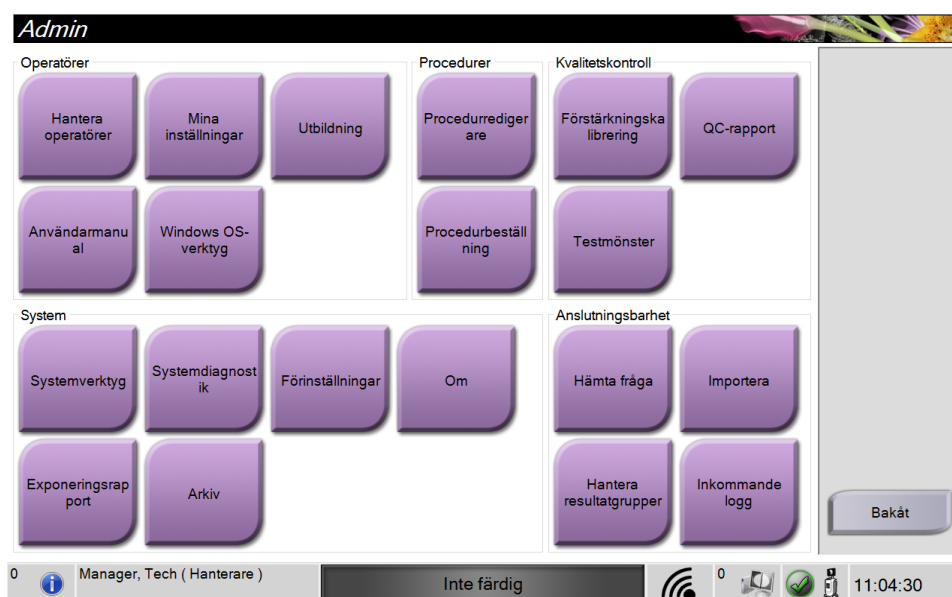 Admin
Operatörer
Procedurer
Kvalitetskontroll
Hantera
operatörer
Mina
inställningar
Utbildning
Procedurrediger
are
Förstärkningska
librering
QC-rapport
Användarmanu
al
Windows OS-
verktyg
Procedurbeställ
ning
Testmönster
System
Anslutningsbarhet
Systemverktyg
Systemdiagnost
ik
Förinställningar
Om
Hämta fråga
Importera
Exponeringsrap
port
Arkiv
Hantera
resultatgrupper
Inkommande
logg
Bakåt
0
Manager, Tech ( Hanterare )
Inte färdig
0
11:04:30